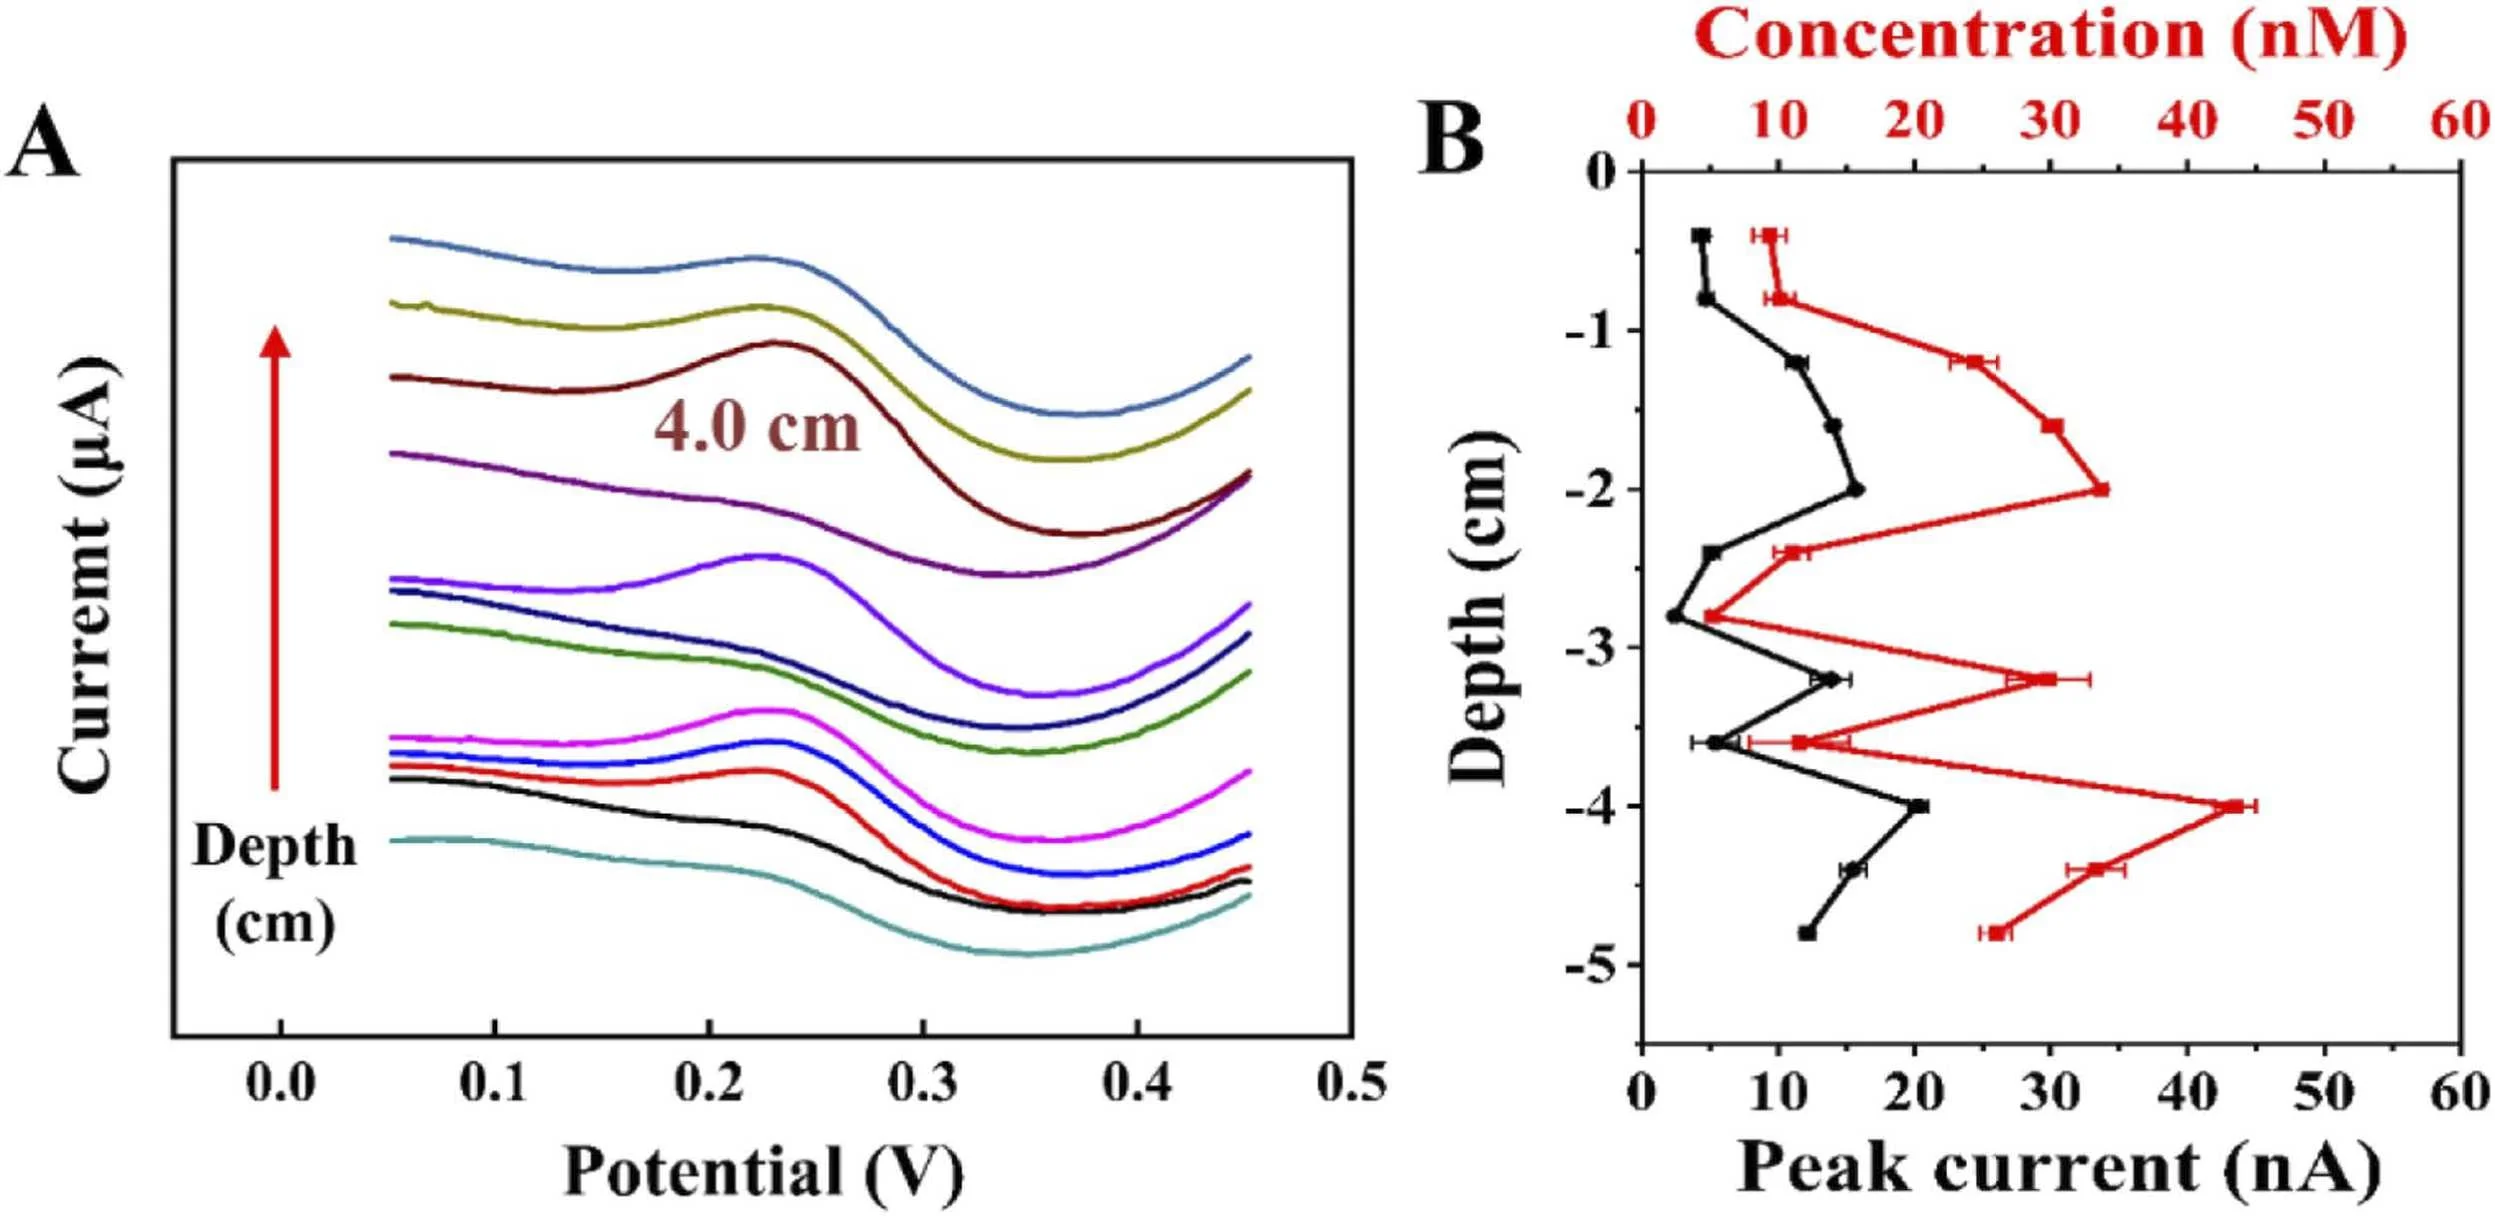 A
Curremt (μA)
4.0 cm
Depth
(cm)
0.0 0.1 0.2 0.3 0.4 0.5
Potential (V)
B
Concentration (nM)
0 10 20 30 40 50 60
0
-1
-2
-3
-4
-5
Depth (cm)
0 10 20 30 40 50 60
Peak current (nA)